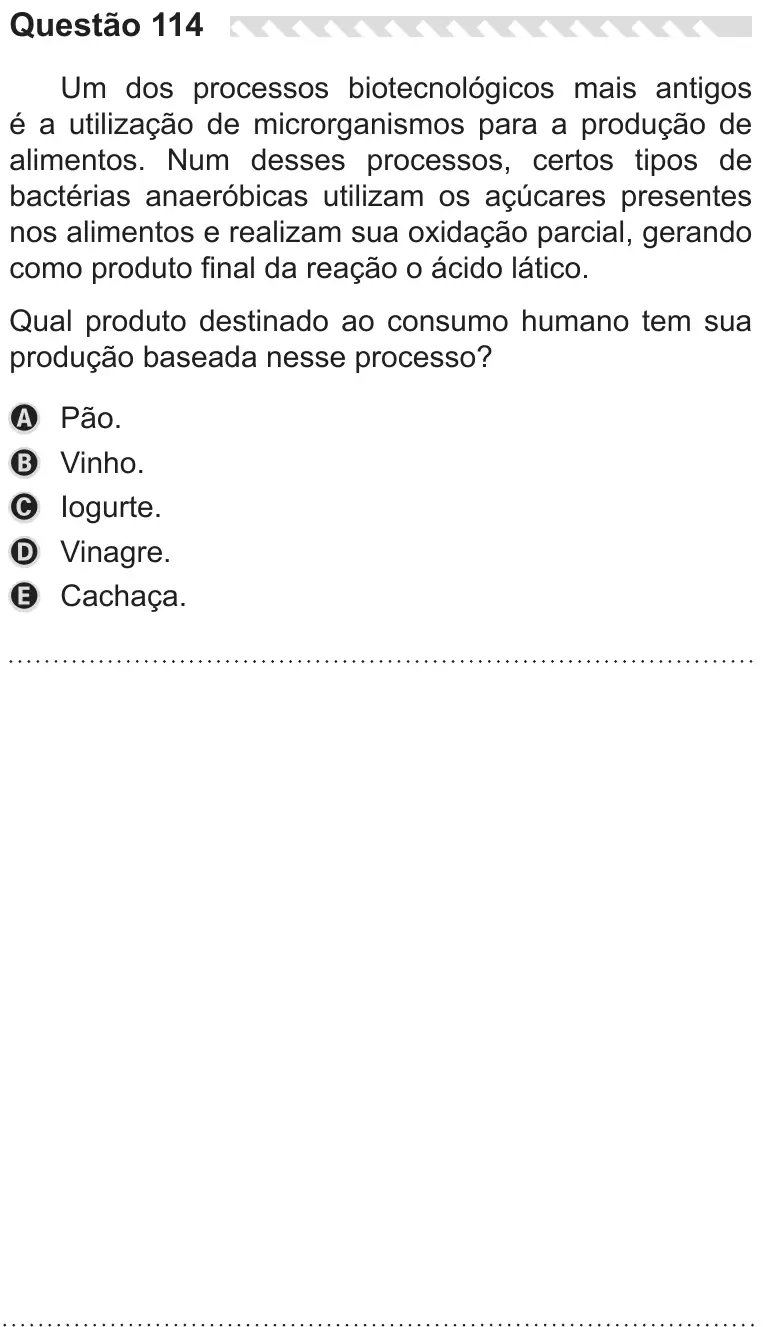 Questão 114
Um dos processos biotecnológicos mais antigos
é a utilização de microrganismos para a produção de
alimentos. Num desses processos, certos tipos de
bactérias anaeróbicas utilizam os açúcares presentes
nos alimentos e realizam sua oxidação parcial, gerando
como produto final da reação o ácido lático.
Qual produto destinado ao consumo humano tem sua
produção baseada nesse processo?
A Pão.
B Vinho.
C Iogurte.
D Vinagre.
E Cachaça.